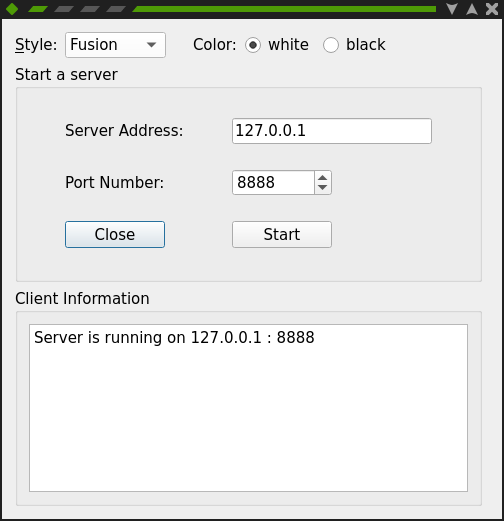 Style: Fusion Color: white black
Start a server
Server Address: 127.0.0.1
Port Number: 8888
Close Start
Client Information
Server is running on 127.0.0.1 : 8888